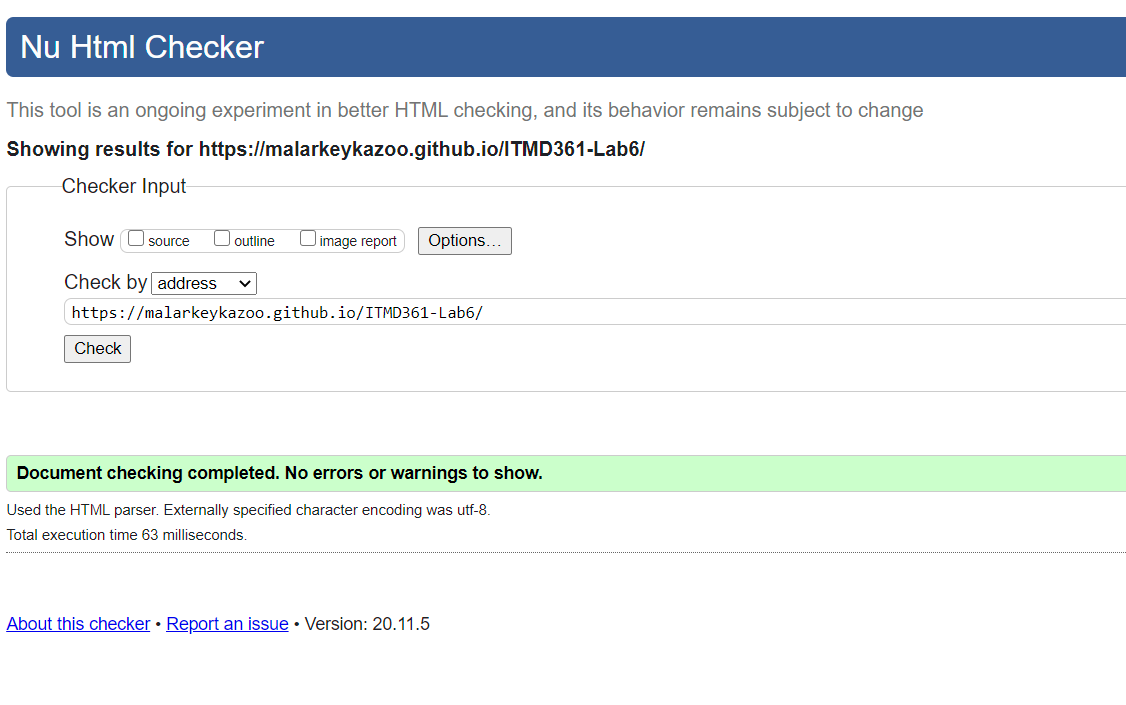 Nu Html Checker
This tool is an ongoing experiment in better HTML checking, and its behavior remains subject to change
Showing results for https://malarkeykazoo.github.io/ITMD361-Lab6/
Checker Input
Show source outline image report Options...
Check by address
https://malarkeykazoo.github.io/ITMD361-Lab6/
Check
Document checking completed. No errors or warnings to show.
Used the HTML parser. Externally specified character encoding was utf-8.
Total execution time 63 milliseconds.
About this checker • Report an issue • Version: 20.11.5